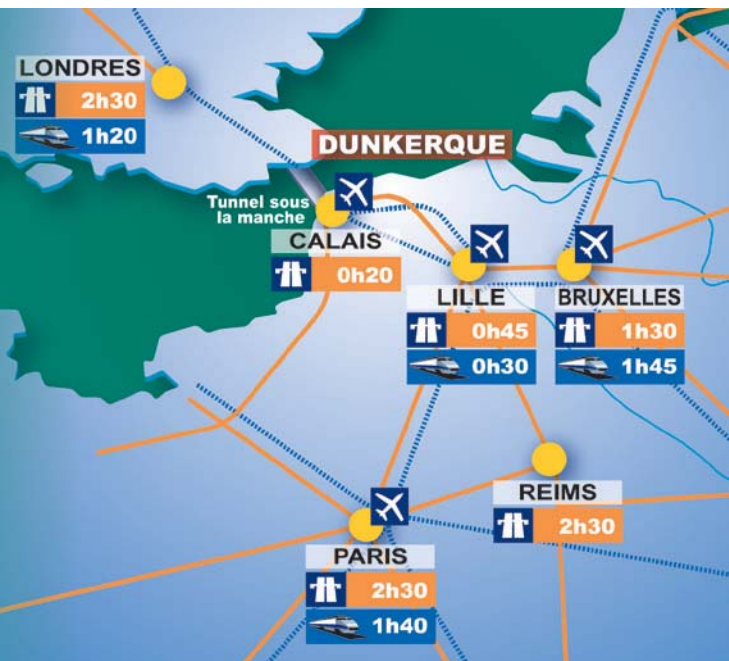 LONDRES
2h30
1h20
DUNKERQUE
Tunnel sous
la manche
CALAIS
0h20
LILLE
0h45
0h30
BRUXELLES
1h30
1h45
REIMS
2h30
PARIS
2h30
1h40